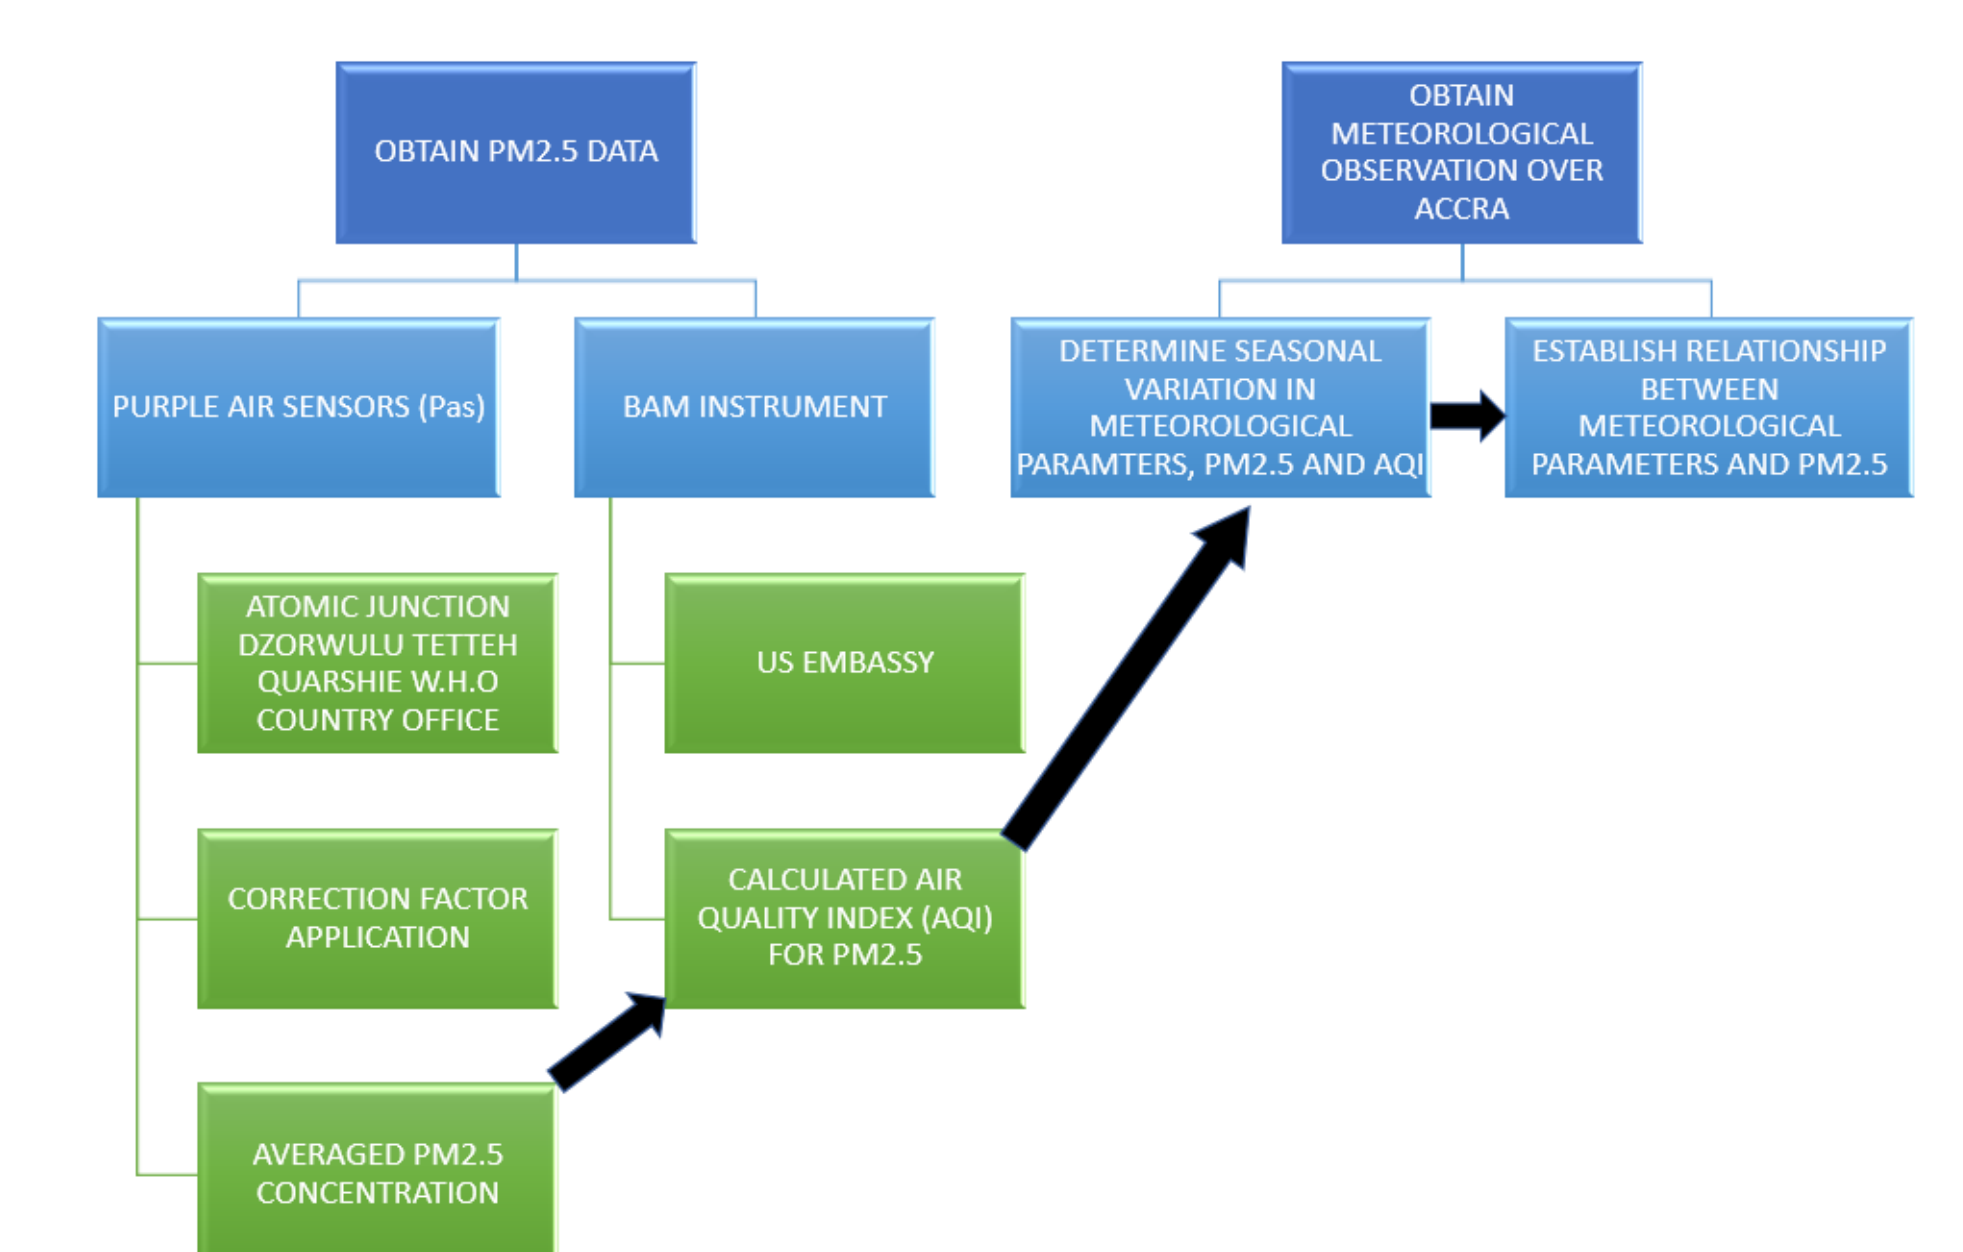 OBTAIN PM2.5 DATA
OBTAIN
METEOROLOGICAL
OBSERVATION OVER
ACCRA
PURPLE AIR SENSORS (Pas)
BAM INSTRUMENT
DETERMINE SEASONAL
VARIATION IN
METEOROLOGICAL
PARAMTERS, PM2.5 AND AQI
ESTABLISH RELATIONSHIP
BETWEEN
METEOROLOGICAL
PARAMETERS AND PM2.5
ATOMIC JUNCTION
DZORWULU TETTEH
QUARSHIE W.H.O
COUNTRY OFFICE
US EMBASSY
CORRECTION FACTOR
APPLICATION
CALCULATED AIR
QUALITY INDEX (AQI)
FOR PM2.5
AVERAGED PM2.5
CONCENTRATION